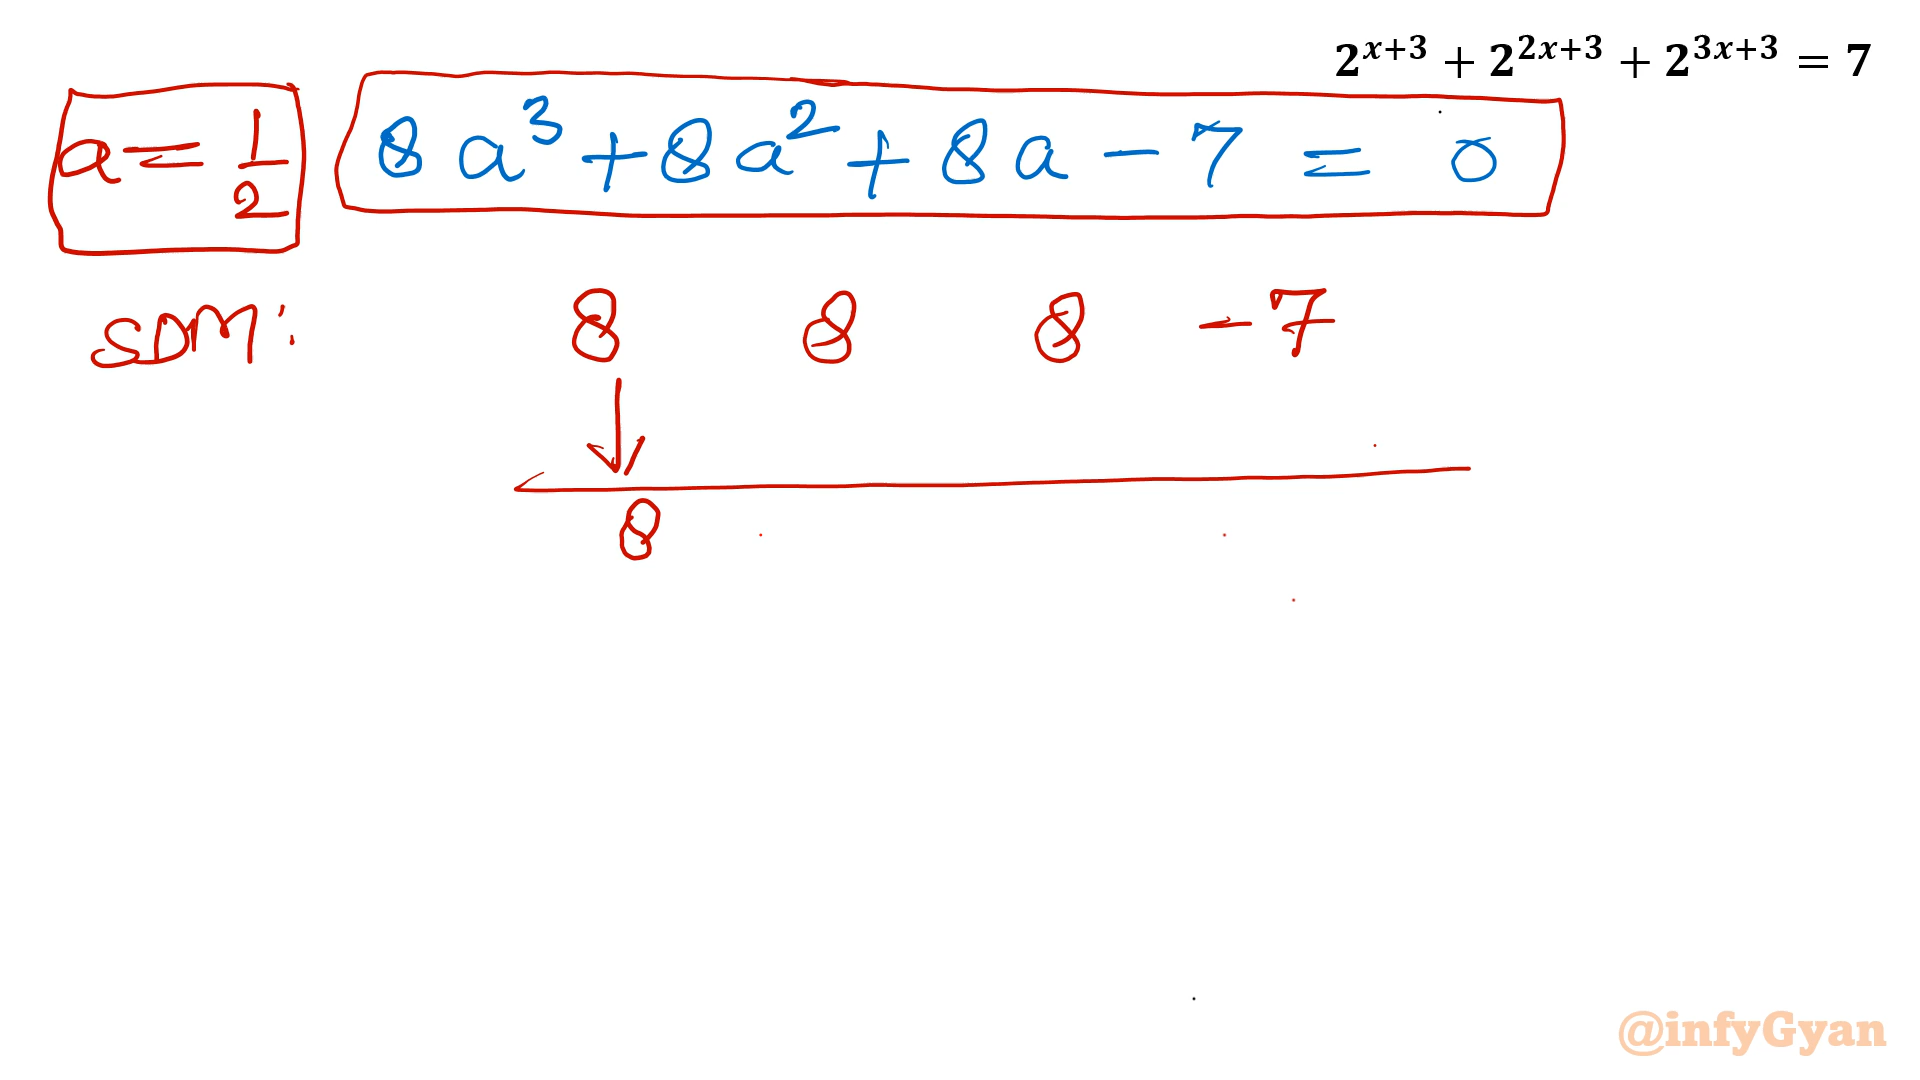 2^{x+3} + 2^{2x+3} + 2^{3x+3} = 7
a = 1/2
8a^3 + 8a^2 + 8a - 7 = 0
SDM: 8 8 8 -7
8
@infyGyan